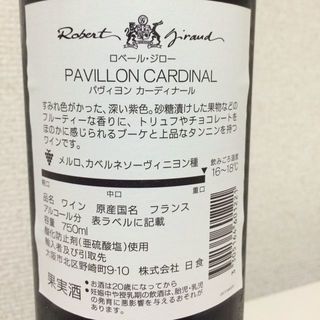 Robert Giraud
ロベール・ジロー
PAVILLON CARDINAL
パヴィヨン カーディナール
すみれ色がかった、深い紫色。砂糖漬けした果物などの
フルーティーな香りに、トリュフやチョコレートを
ほのかに感じられるブーケと上品なタンニンを持つ
ワインです。
メルロ、カベルネソーヴィニヨン種
飲みごろ温度
16~18℃
軽口 中口 重口
品名 ワイン 原産国名 フランス
アルコール分 表ラベルに記載
容量 750ml
酸化防止剤(亜硫酸塩)使用
輸入者及び引取先
大阪市北区野崎町9-10 株式会社 日食
果実酒
お酒は20歳になってから
妊娠中や授乳期の飲酒は、胎児・乳児
の発育に悪影響を与えるおそれが
あります。